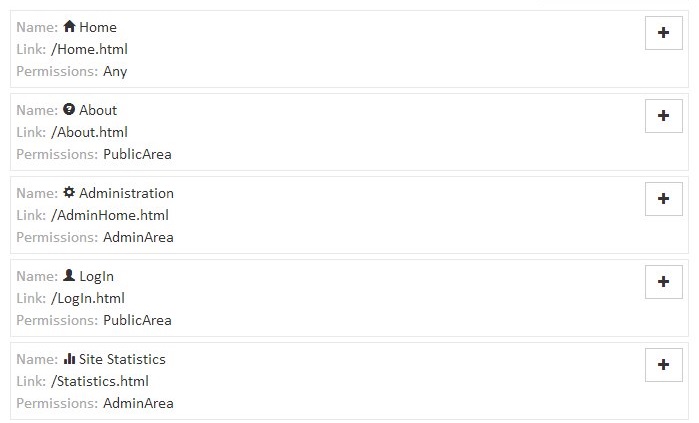 Name: Home
Link: /Home.html
Permissions: Any
Name: About
Link: /About.html
Permissions: PublicArea
Name: Administration
Link: /AdminHome.html
Permissions: AdminArea
Name: LogIn
Link: /LogIn.html
Permissions: PublicArea
Name: Site Statistics
Link: /Statistics.html
Permissions: AdminArea